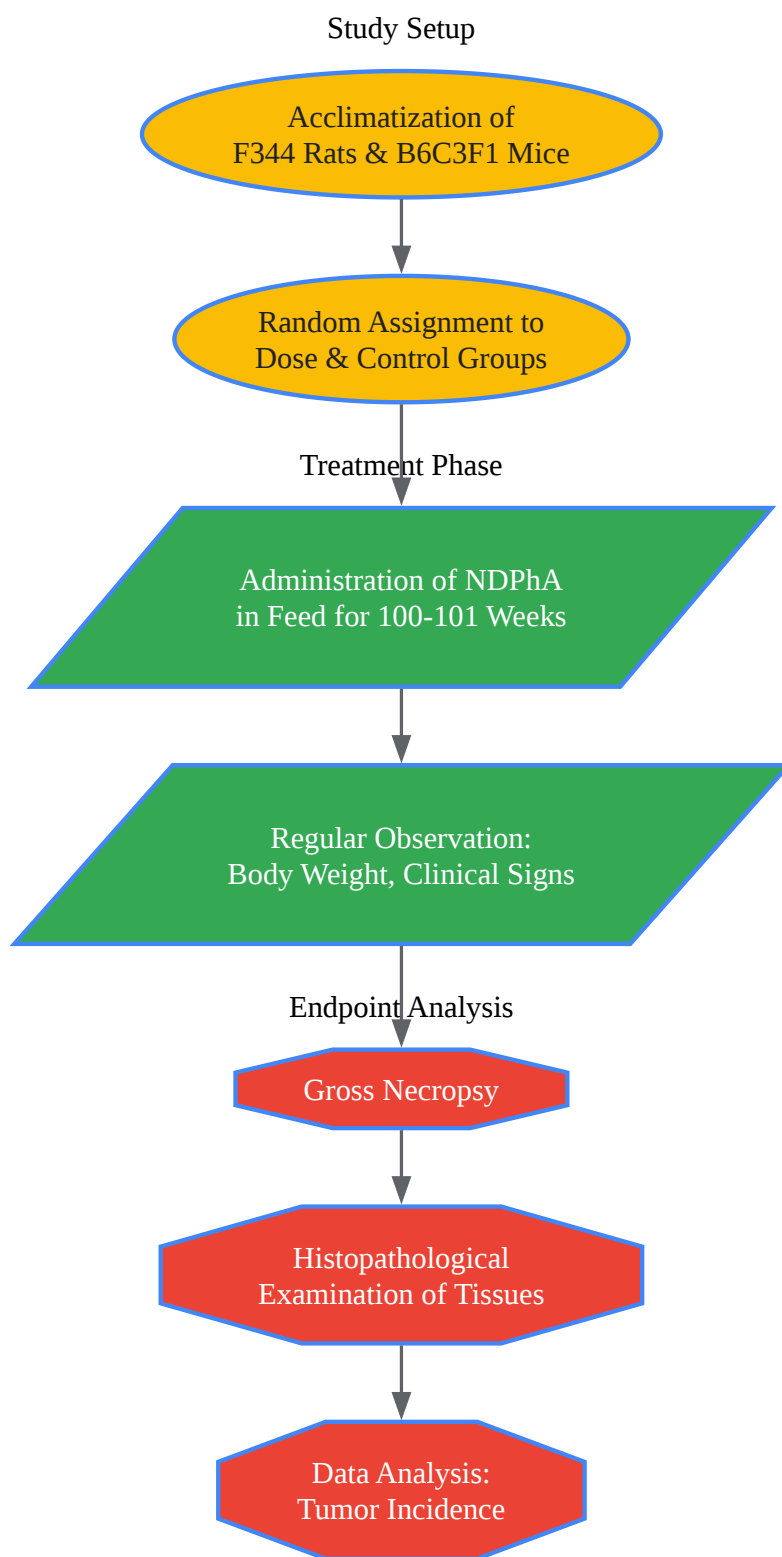 Study Setup
Acclimatization of
F344 Rats & B6C3F1 Mice
Random Assignment to
Dose & Control Groups
Treatment Phase
Administration of NDPhA
in Feed for 100-101 Weeks
Regular Observation:
Body Weight, Clinical Signs
Endpoint Analysis
Gross Necropsy
Histopathological
Examination of Tissues
Data Analysis:
Tumor Incidence